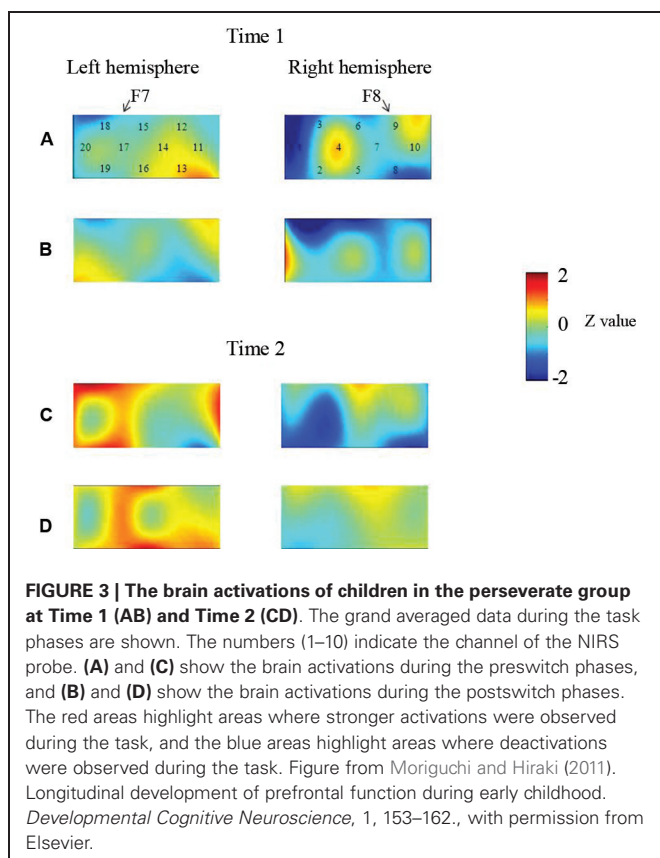 Time 1
Left hemisphere Right hemisphere
F7 F8
A
18 15 12
20 17 14 11
19 16 13
3 6 9
4 7 10
2 5 8
B
2
0 Z value
-2
Time 2
C
D
FIGURE 3 | The brain activations of children in the perseverate group
at Time 1 (AB) and Time 2 (CD). The grand averaged data during the task
phases are shown. The numbers (1–10) indicate the channel of the NIRS
probe. (A) and (C) show the brain activations during the preswitch phases,
and (B) and (D) show the brain activations during the postswitch phases.
The red areas highlight areas where stronger activations were observed
during the task, and the blue areas highlight areas where deactivations
were observed during the task. Figure from Moriguchi and Hiraki (2011).
Longitudinal development of prefrontal function during early childhood.
Developmental Cognitive Neuroscience, 1, 153–162., with permission from
Elsevier.